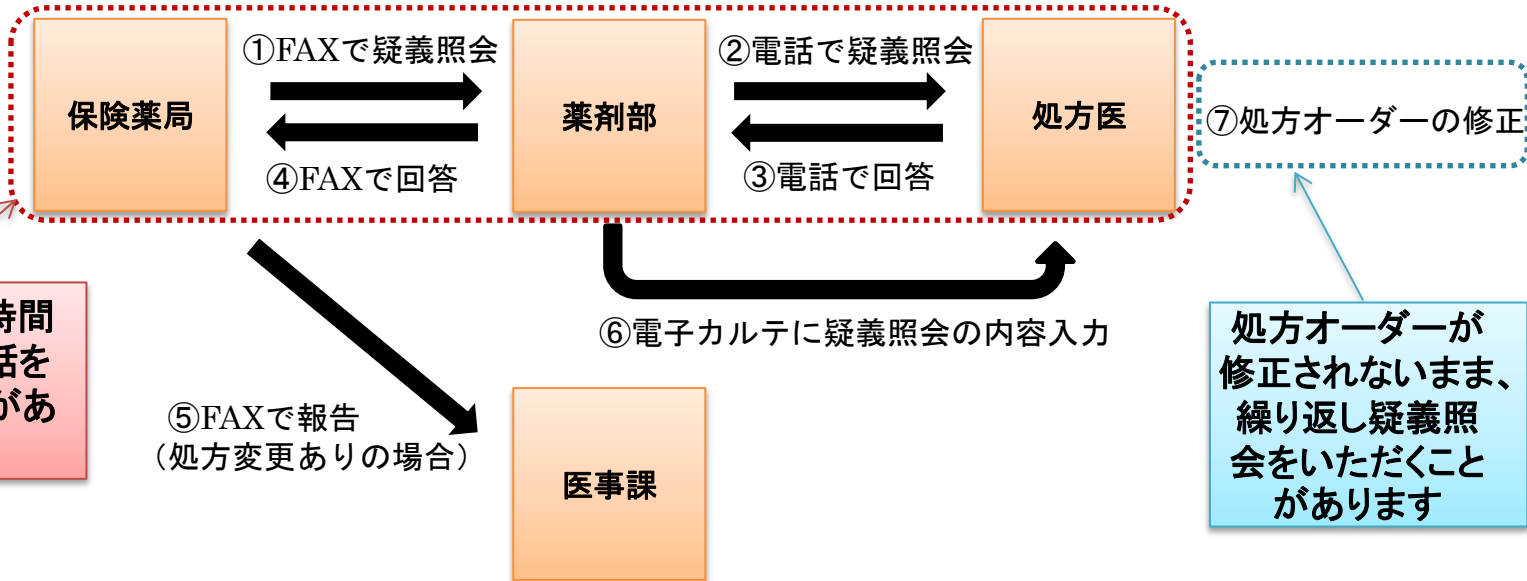 ①FAXで疑義照会
②電話で疑義照会
保険薬局
薬剤部
処方医
⑦処方オーダーの修正
④FAXで回答
③電話で回答
時間
話を
があ
⑥電子カルテに疑義照会の内容入力
処方オーダーが
修正されないまま、
繰り返し疑義照
会をいただくこと
があります
⑤FAXで報告
（処方変更ありの場合）
医事課